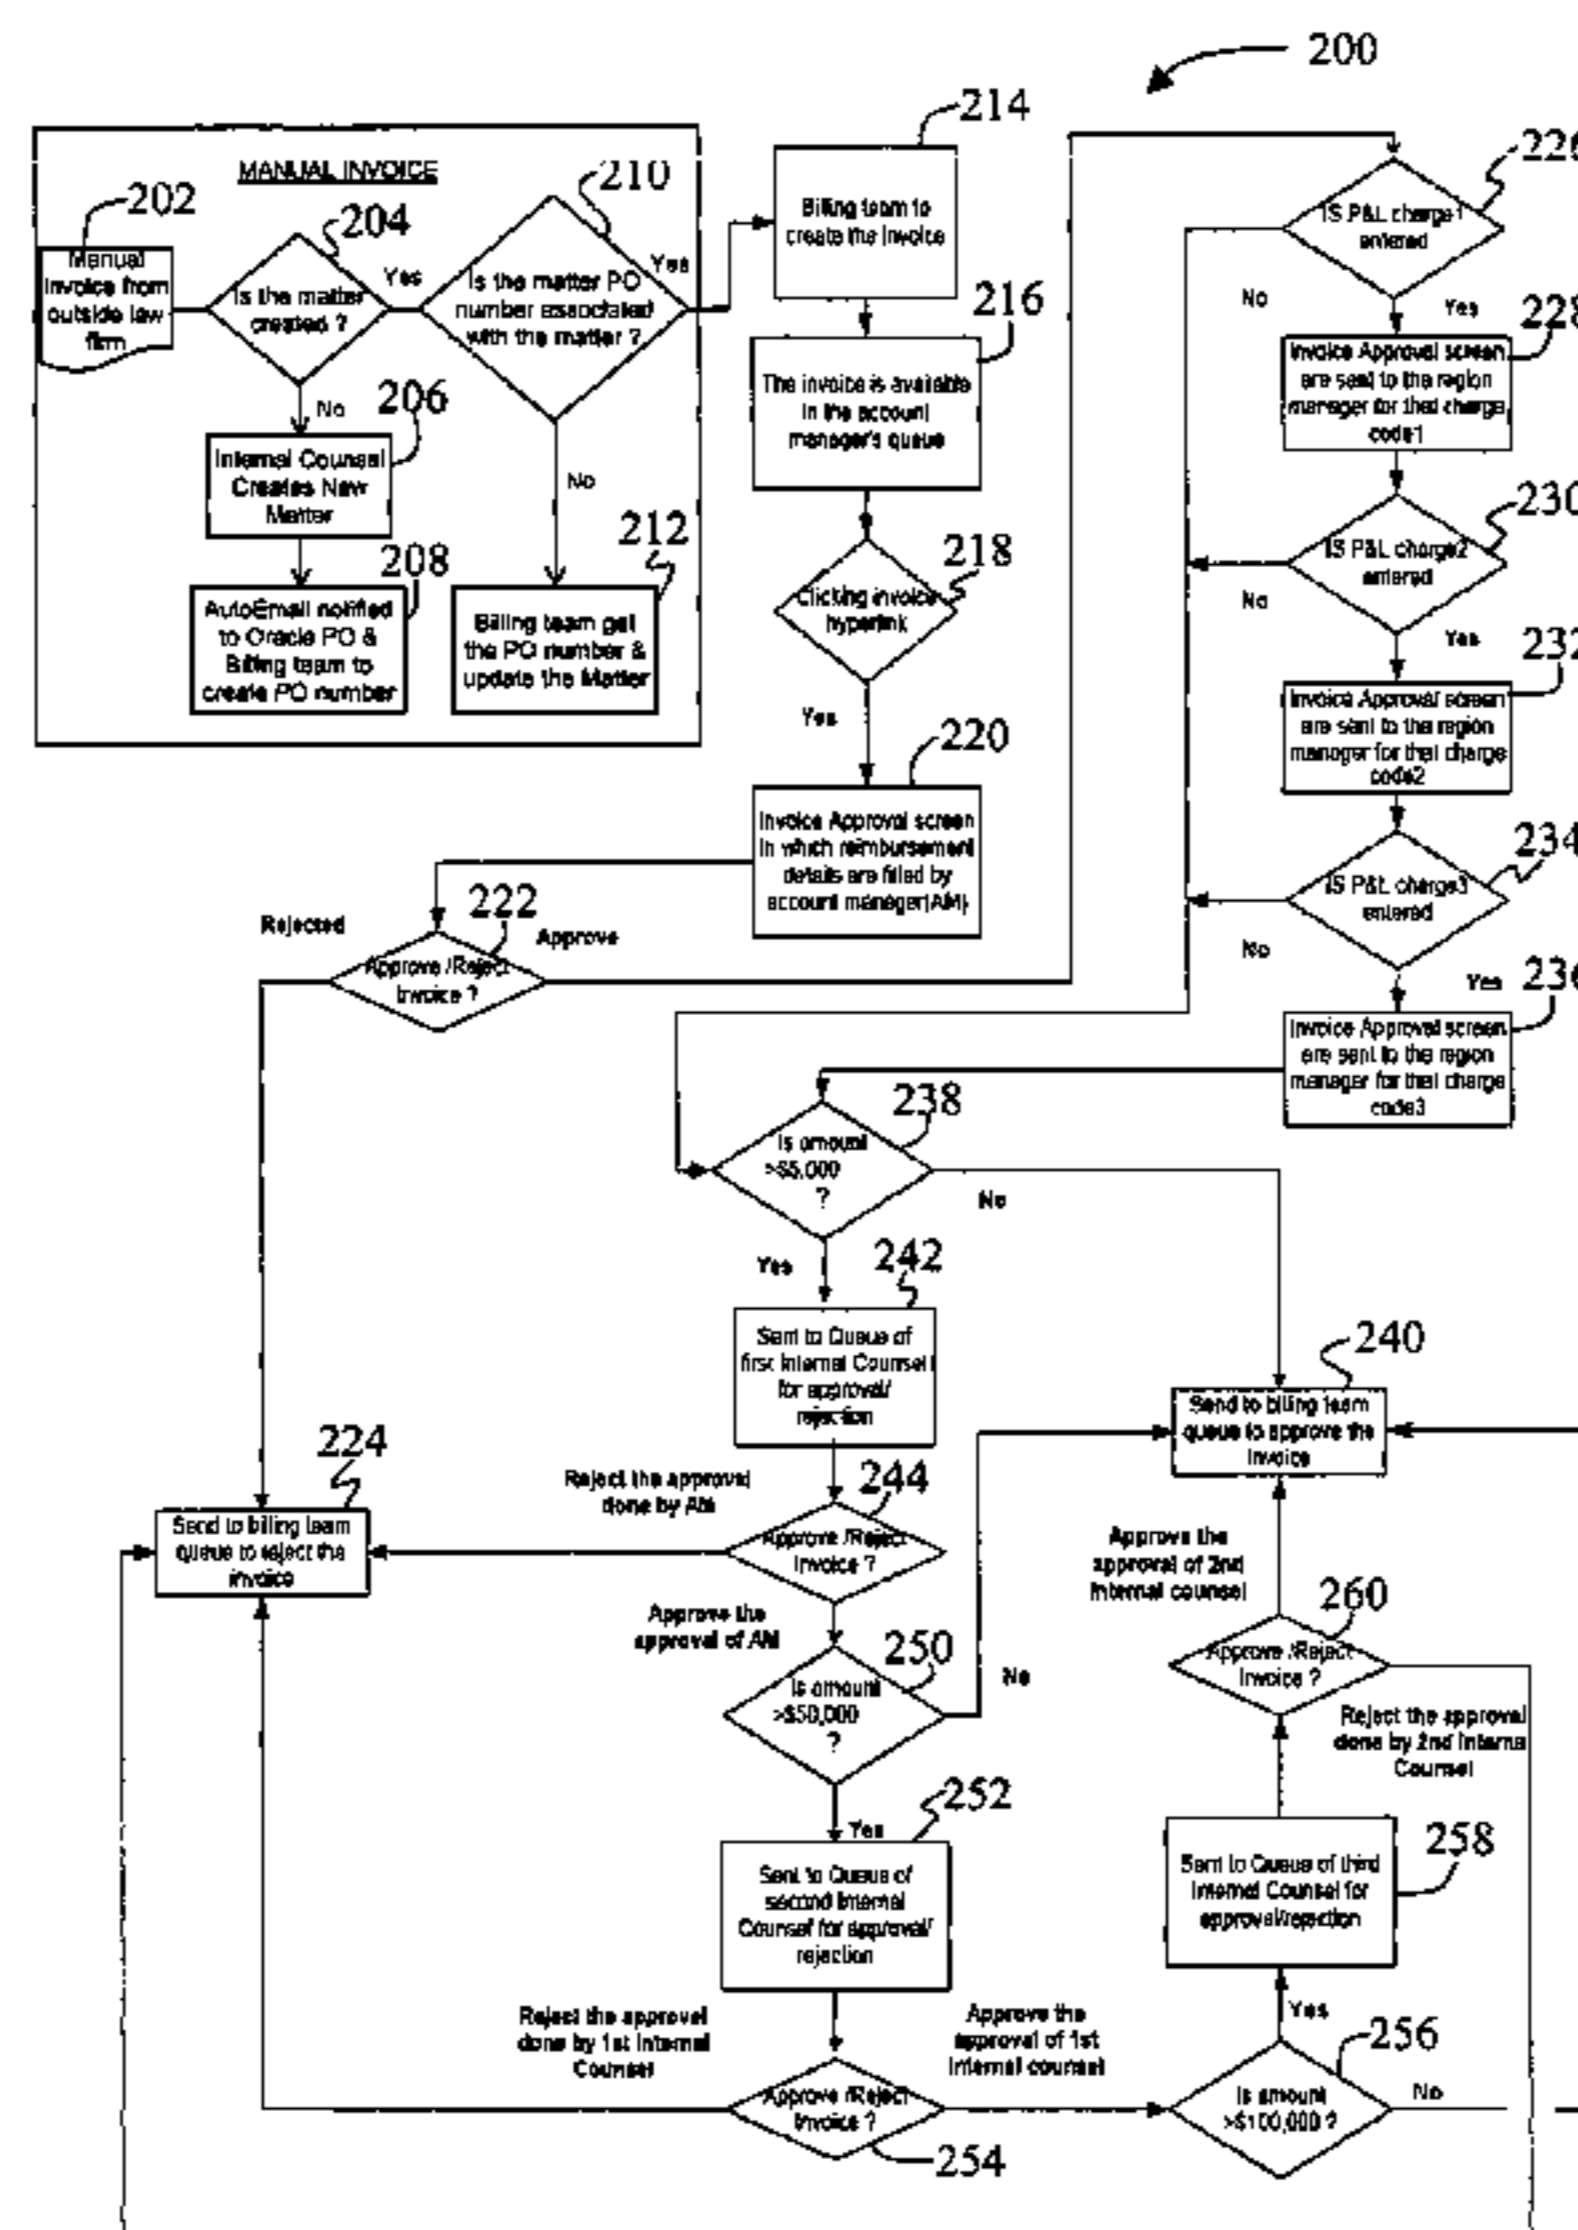 200
214
MANUAL INVOICE
210
202
204
Manual
invoice from
outside law
firm
Is the matter
created ?
Yes
Is the matter PO
number associated
with the matter ?
Yes
No
206
Internal Counsel
Creates New
Matter
208
AutoEmail notified
to Oracle PO &
Billing team to
create PO number
No
212
Billing team get
the PO number &
update the Matter
Billing team to
create the Invoice
216
The invoice is available
in the account
manager's queue
218
Clicking invoice
hyperlink
Yes
220
Invoice Approval screen
in which reimbursement
details are filled by
account manager(AM)
222
Rejected
Approve
Approve /Reject
Invoice ?
IS P&L charge1
entered
No
Yes
Invoice Approval screen
are sent to the region
manager for that charge
code1
IS P&L charge2
entered
No
Yes
Invoice Approval screen
are sent to the region
manager for that charge
code2
IS P&L charge3
entered
No
Yes
Invoice Approval screen
are sent to the region
manager for that charge
code3
238
Is amount
>$5,000
?
No
Yes
242
Sent to Queue of
first Internal Counsel
for approval/
rejection
240
Send to billing team
queue to approve the
Invoice
224
Send to billing team
queue to reject the
invoice
Reject the approval
done by AM
244
Approve /Reject
Invoice ?
Approve the
approval of AM
250
Is amount
>$50,000
?
No
Yes
252
Sent to Queue of
second Internal
Counsel for approval/
rejection
Approve the
approval of 2nd
Internal counsel
260
Approve /Reject
Invoice ?
Reject the approval
done by 2nd Interna
Counsel
258
Sent to Queue of third
Internal Counsel for
approval/rejection
Reject the approval
done by 1st Internal
Counsel
Approve the
approval of 1st
Internal counsel
Yes
256
Is amount
>$100,000 ?
No
Approve /Reject
Invoice ?
254